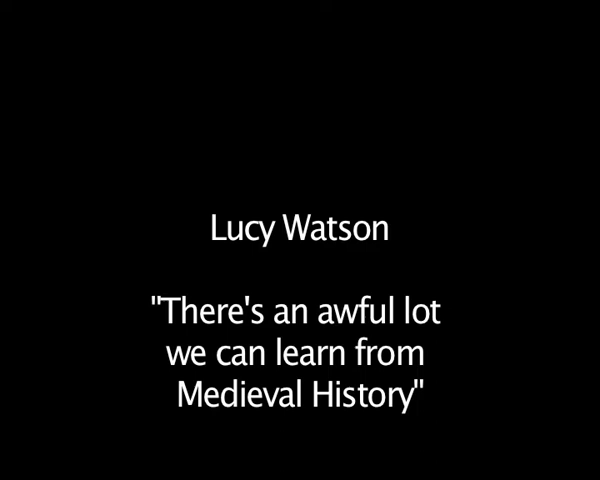 Lucy Watson
"There's an awful lot
we can learn from
Medieval History"